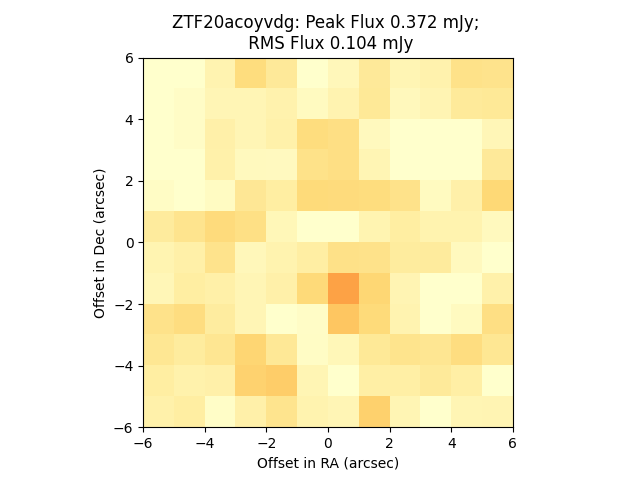 ZTF20acoyvdg: Peak Flux 0.372 mJy;
RMS Flux 0.104 mJy
6
4
2
0
−2
−4
−6
Offset in Dec (arcsec)
−6 −4 −2 0 2 4 6
Offset in RA (arcsec)